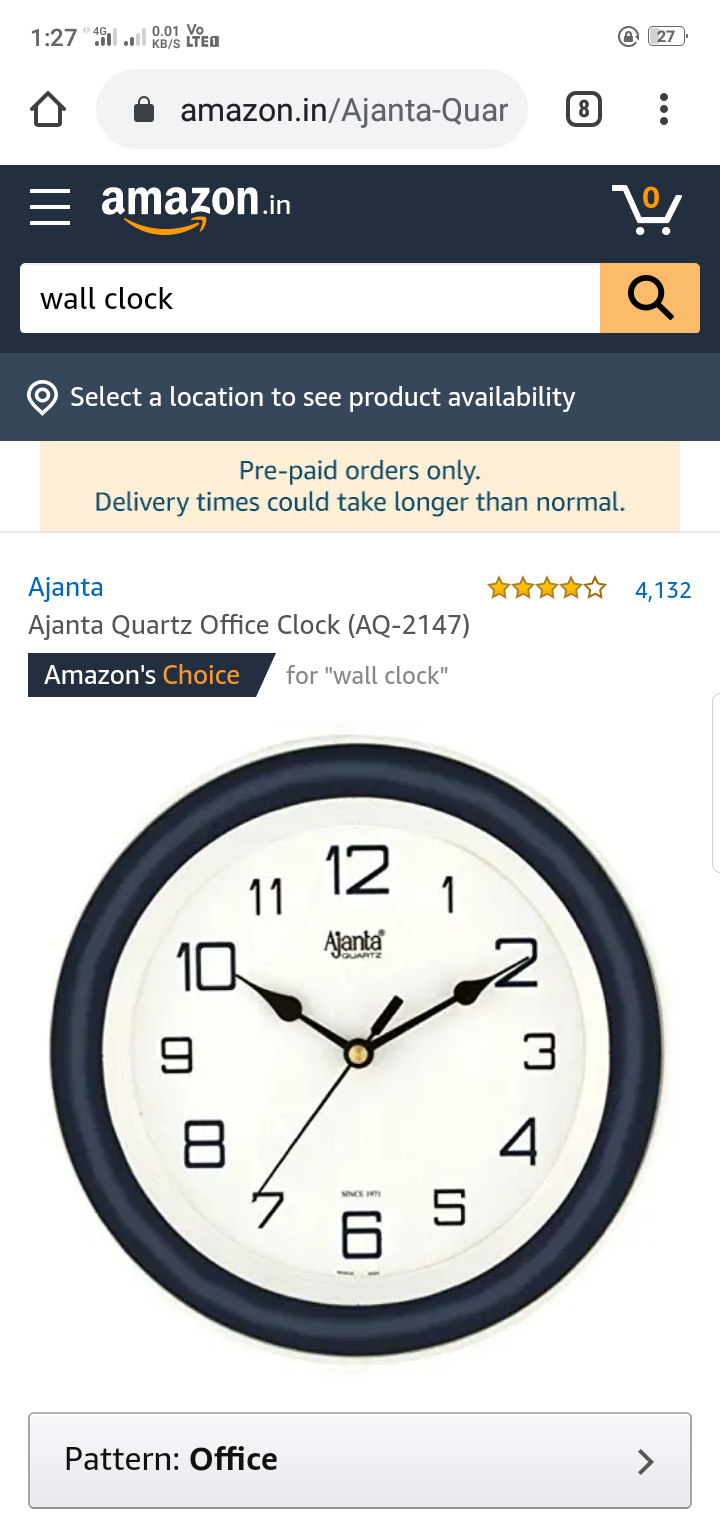 1:27 4G 0.01 KB/S Vo LTE1 27
amazon.in/Ajanta-Quar 8
amazon.in 0
wall clock
Select a location to see product availability
Pre-paid orders only.
Delivery times could take longer than normal.
Ajanta 4,132
Ajanta Quartz Office Clock (AQ-2147)
Amazon's Choice for "wall clock"
12
11 1
Ajanta®
QUARTZ
10 2
9 3
8 4
SINCE 1971
7 5
6
Pattern: Office